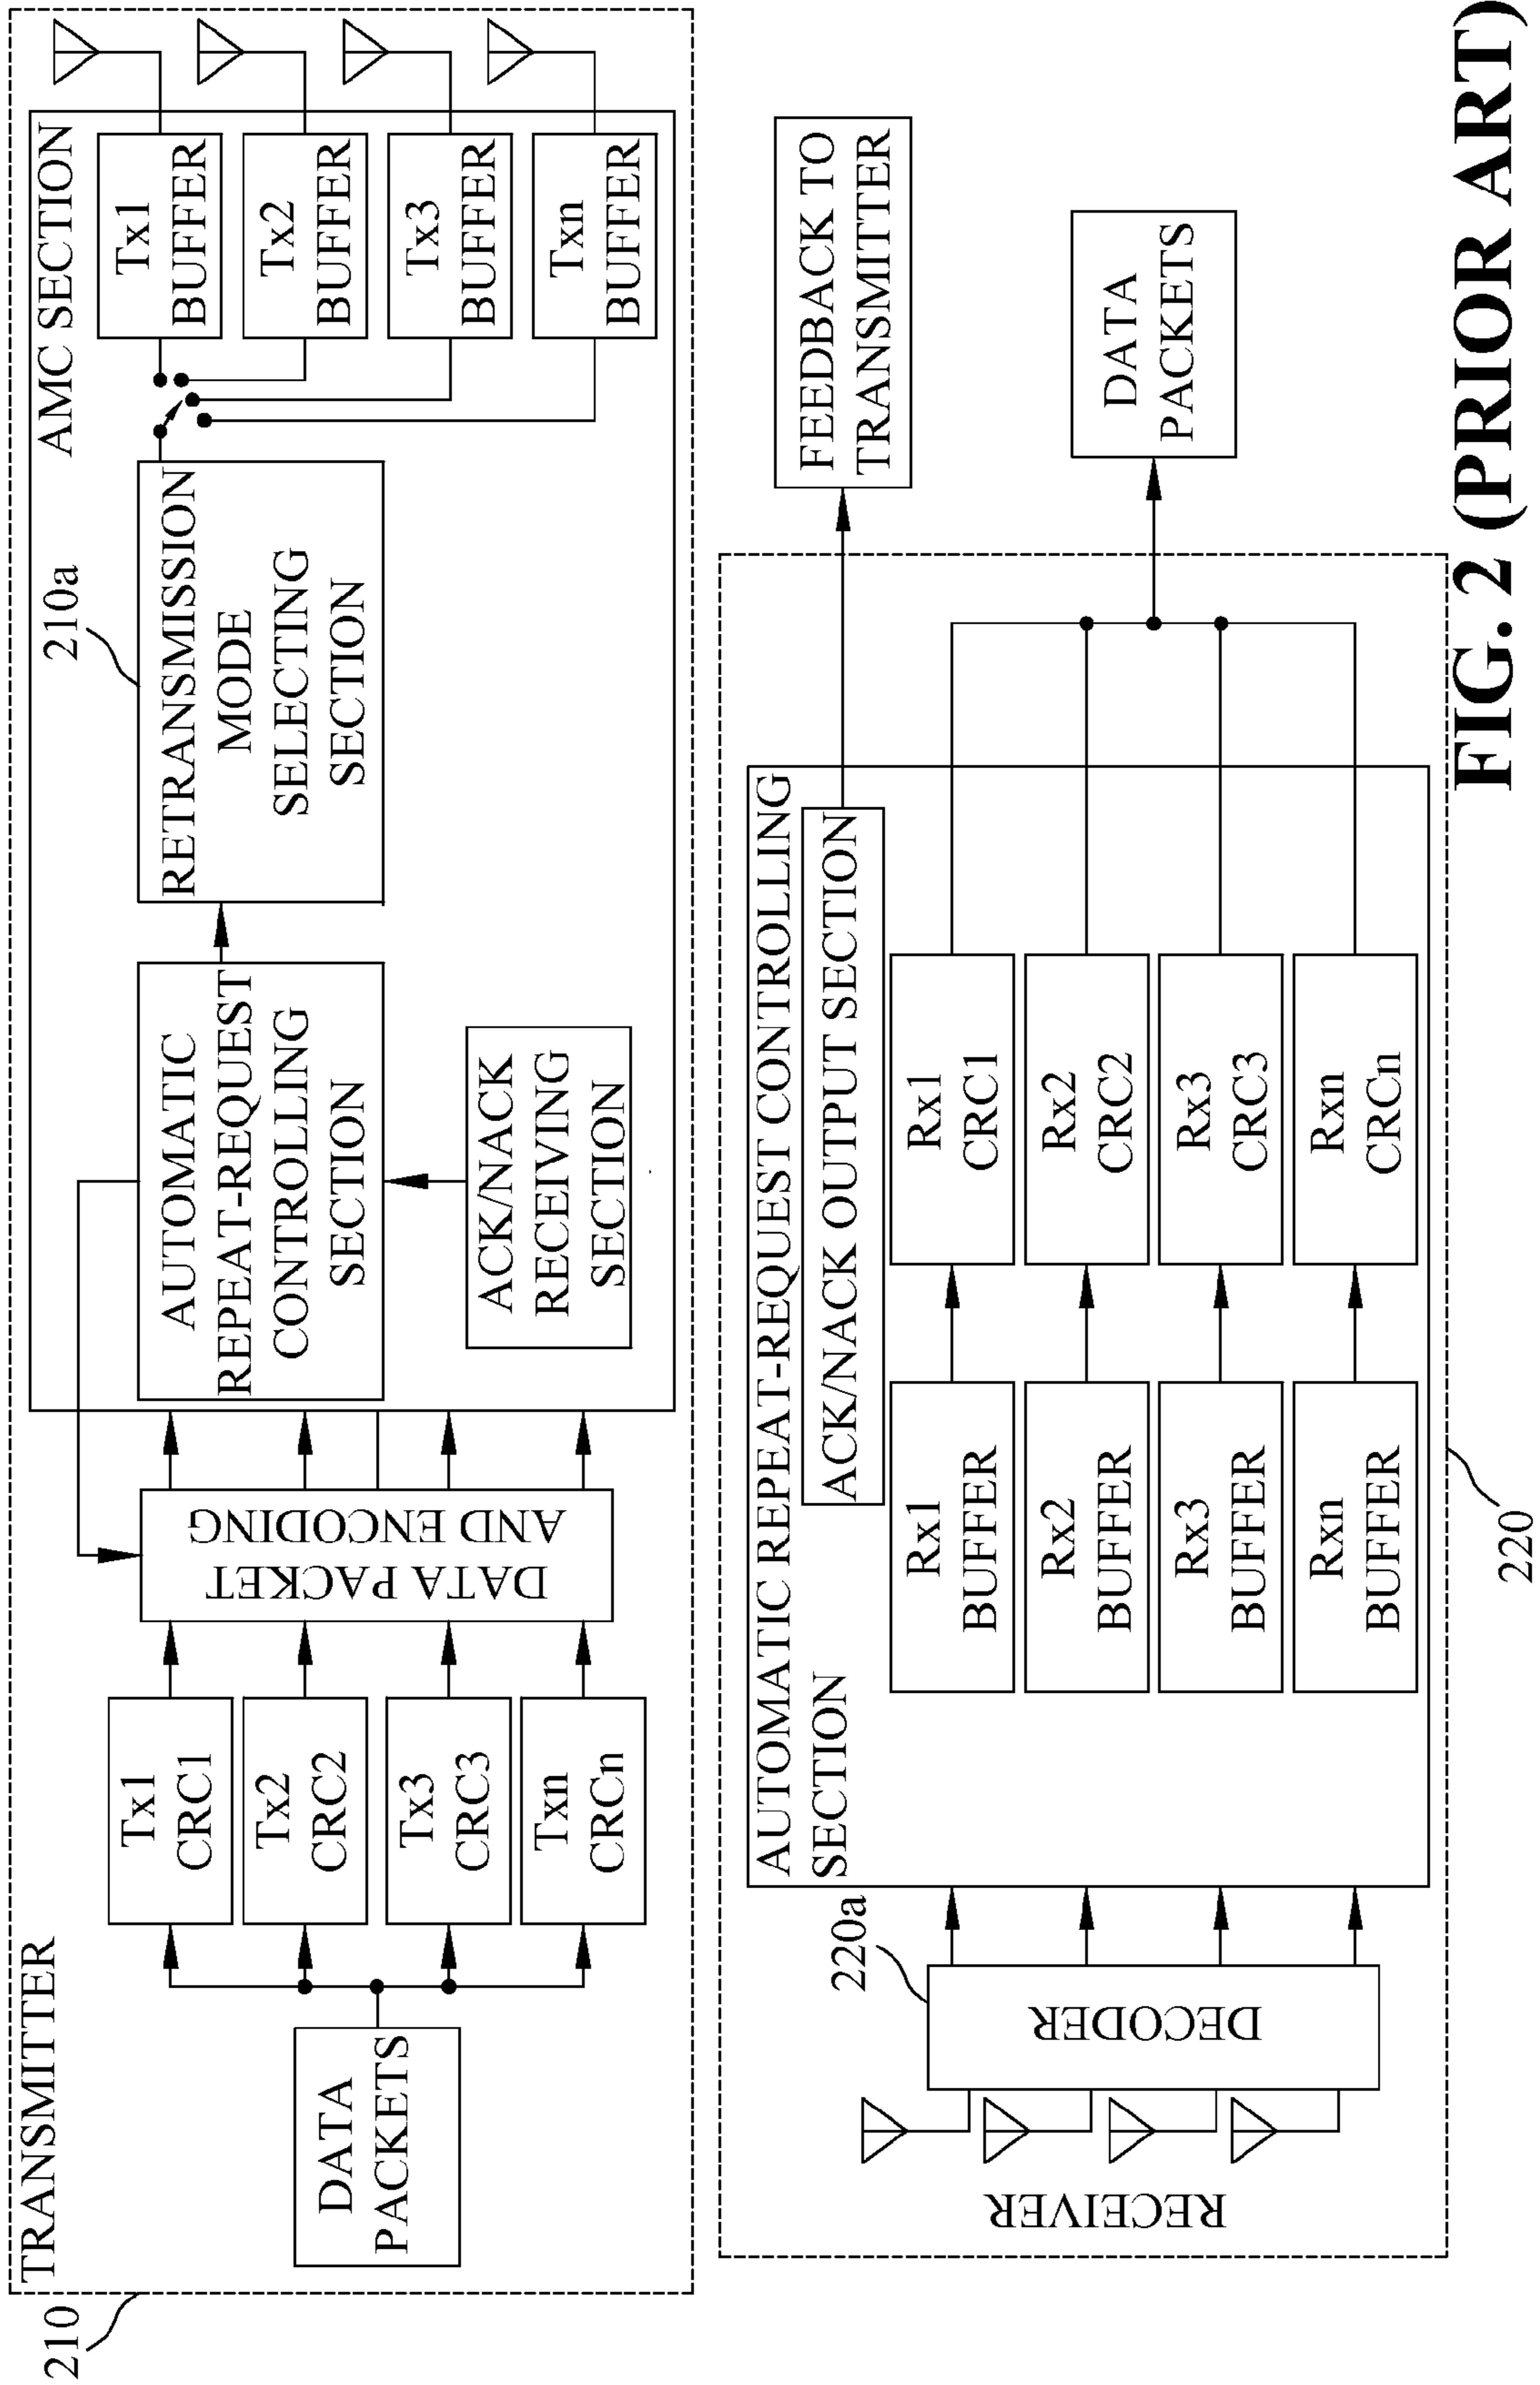 TRANSMITTER
210
DATA
PACKETS
Tx1
CRC1
Tx2
CRC2
Tx3
CRC3
Txn
CRCn
DATA PACKET
AND ENCODING
AMC SECTION
AUTOMATIC
REPEAT-REQUEST
CONTROLLING
SECTION
ACK/NACK
RECEIVING
SECTION
210a
RETRANSMISSION
MODE
SELECTING
SECTION
Tx1
BUFFER
Tx2
BUFFER
Tx3
BUFFER
Txn
BUFFER
RECEIVER
220a
DECODER
AUTOMATIC REPEAT-REQUEST CONTROLLING
SECTION
ACK/NACK OUTPUT SECTION
Rx1
BUFFER
Rx2
BUFFER
Rx3
BUFFER
Rxn
BUFFER
Rx1
CRC1
Rx2
CRC2
Rx3
CRC3
Rxn
CRCn
FEEDBACK TO
TRANSMITTER
DATA
PACKETS
220
FIG. 2 (PRIOR ART)